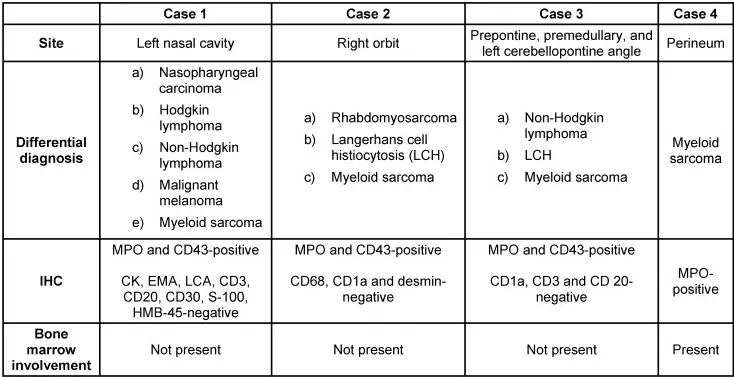 Case 1 Case 2 Case 3 Case 4
Site Left nasal cavity Right orbit Prepontine, premedullary, and left cerebellopontine angle Perineum
Differential diagnosis
a) Nasopharyngeal
carcinoma
b) Hodgkin
lymphoma
c) Non-Hodgkin
lymphoma
d) Malignant
melanoma
e) Myeloid sarcoma
a) Rhabdomyosarcoma
b) Langerhans cell
histiocytosis (LCH)
c) Myeloid sarcoma
a) Non-Hodgkin
lymphoma
b) LCH
c) Myeloid sarcoma
Myeloid
sarcoma
IHC
MPO and CD43-positive
CK, EMA, LCA, CD3,
CD20, CD30, S-100,
HMB-45-negative
MPO and CD43-positive
CD68, CD1a and desmin-
negative
MPO and CD43-positive
CD1a, CD3 and CD 20-
negative
MPO-
positive
Bone
marrow
involvement
Not present Not present Not present Present